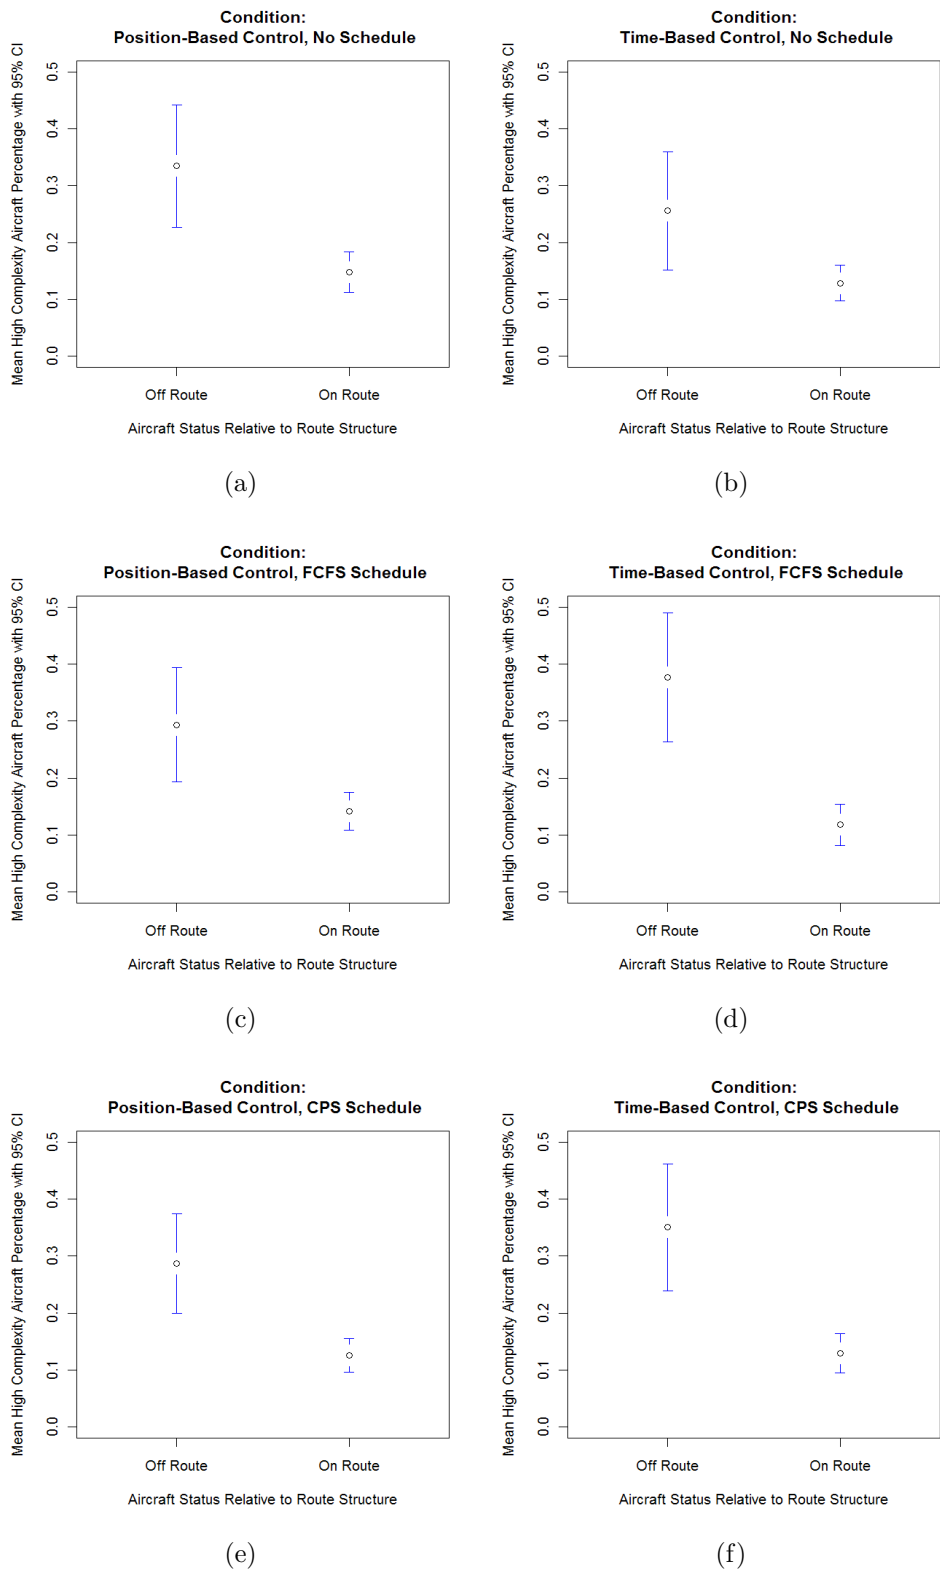 Condition:
Position-Based Control, No Schedule
Mean High Complexity Aircraft Percentage with 95% CI
0.5
0.4
0.3
0.2
0.1
0.0
Off Route
On Route
Aircraft Status Relative to Route Structure
(a)
Condition:
Time-Based Control, No Schedule
Mean High Complexity Aircraft Percentage with 95% CI
0.5
0.4
0.3
0.2
0.1
0.0
Off Route
On Route
Aircraft Status Relative to Route Structure
(b)
Condition:
Position-Based Control, FCFS Schedule
Mean High Complexity Aircraft Percentage with 95% CI
0.5
0.4
0.3
0.2
0.1
0.0
Off Route
On Route
Aircraft Status Relative to Route Structure
(c)
Condition:
Time-Based Control, FCFS Schedule
Mean High Complexity Aircraft Percentage with 95% CI
0.5
0.4
0.3
0.2
0.1
0.0
Off Route
On Route
Aircraft Status Relative to Route Structure
(d)
Condition:
Position-Based Control, CPS Schedule
Mean High Complexity Aircraft Percentage with 95% CI
0.5
0.4
0.3
0.2
0.1
0.0
Off Route
On Route
Aircraft Status Relative to Route Structure
(e)
Condition:
Time-Based Control, CPS Schedule
Mean High Complexity Aircraft Percentage with 95% CI
0.5
0.4
0.3
0.2
0.1
0.0
Off Route
On Route
Aircraft Status Relative to Route Structure
(f)